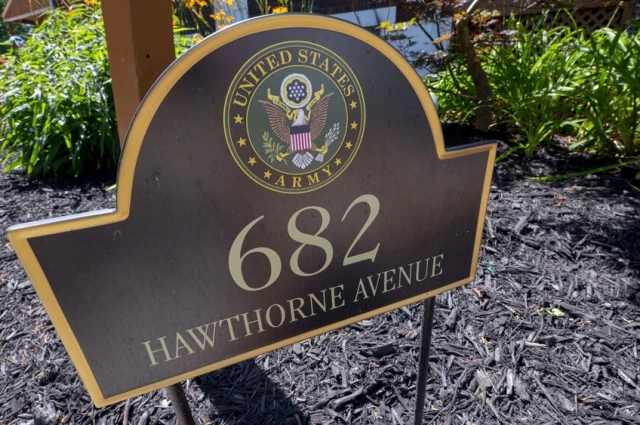 UNITED STATES
ARMY
682
HAWTHORNE AVENUE